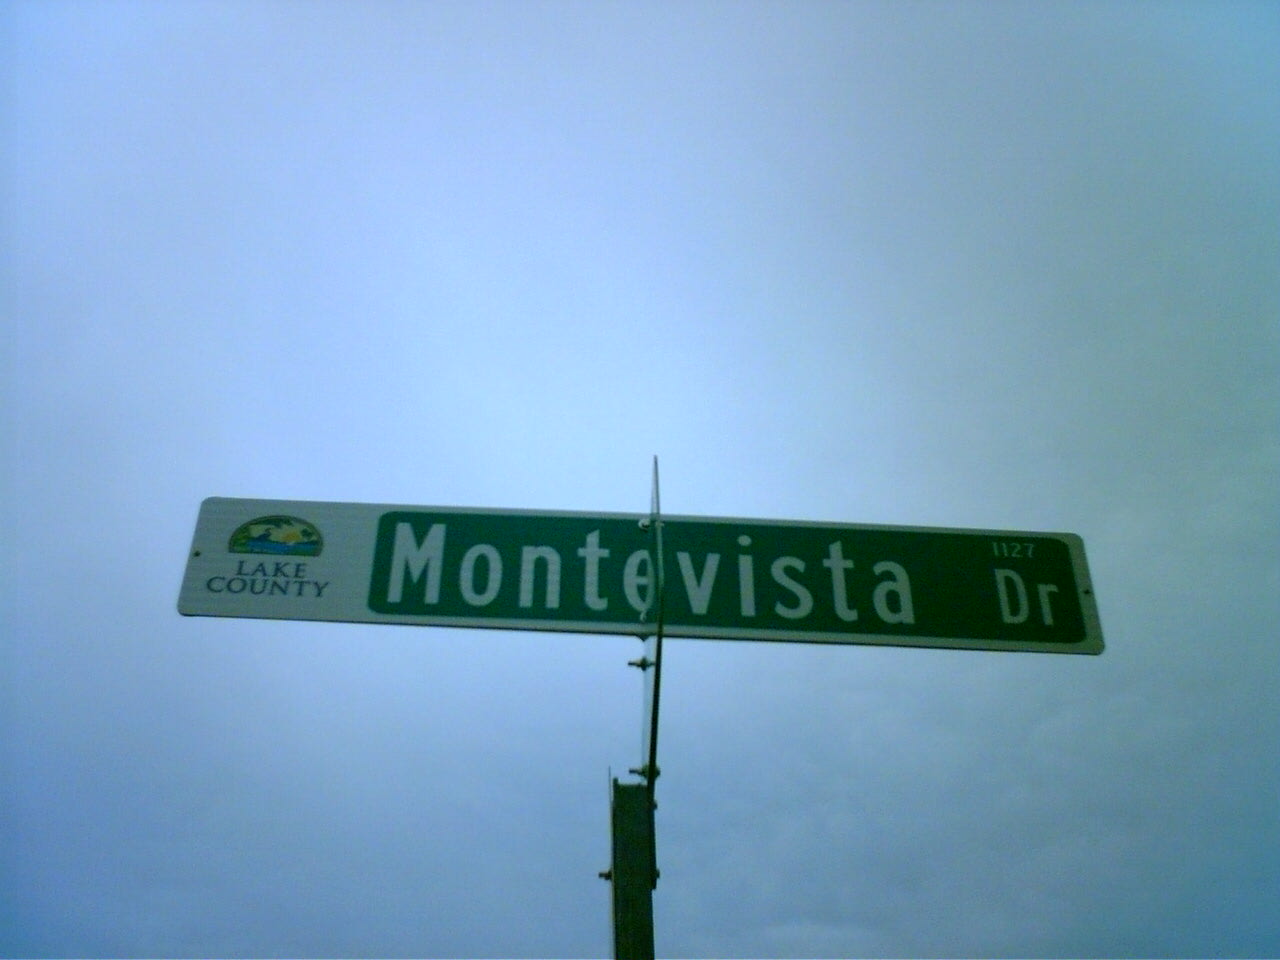 LAKE
COUNTY
Montevista Dr
1127